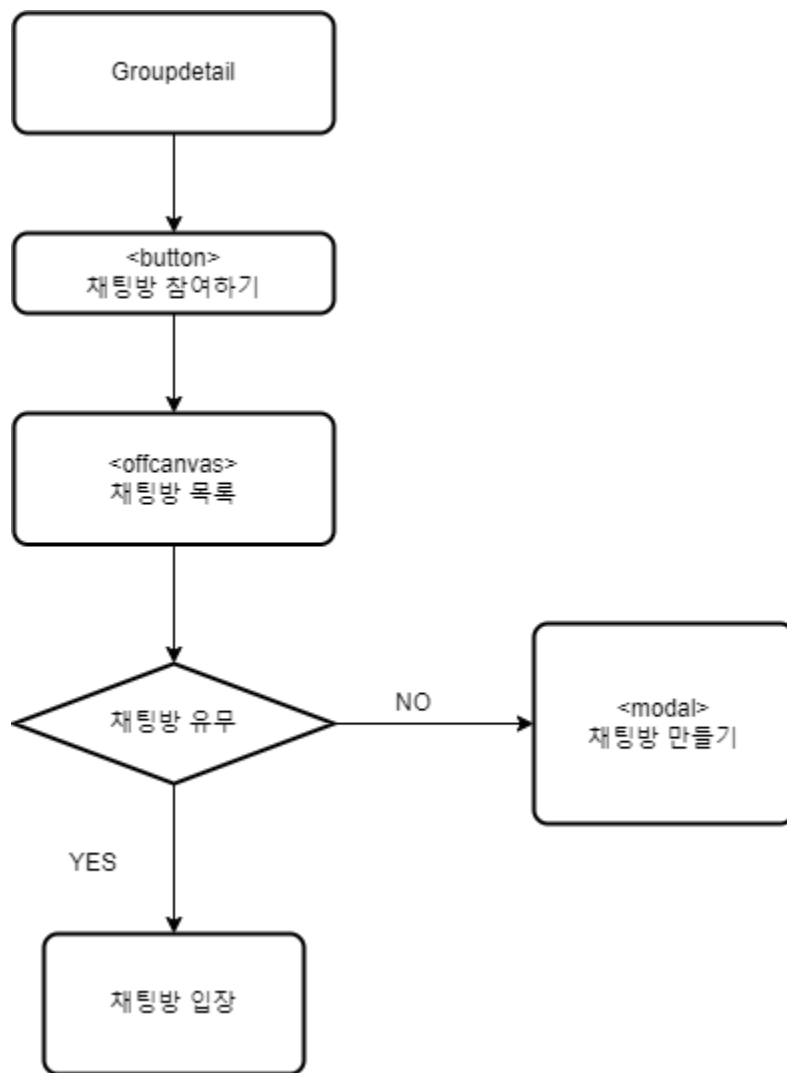 Groupdetail
<button>
채팅방 참여하기
<offcanvas>
채팅방 목록
채팅방 유무
NO
<modal>
채팅방 만들기
YES
채팅방 입장